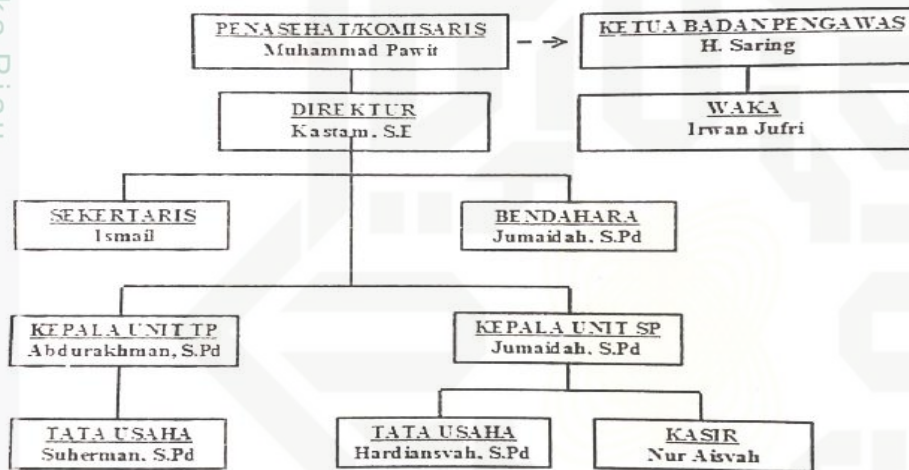 PENASEHAT/KOMISARIS
Muhammad Pawit
KETUA BADAN PENGAWAS
H. Saring
DIREKTUR
Kastam. S.E
WAKA
Irwan Jufri
SEKERTARIS
Ismail
BENDAHARA
Jumaidah. S.Pd
KEPALA UNIT TP
Abdurakhman, S.Pd
KEPALA UNIT SP
Jumaidah. S.Pd
TATA USAHA
Suherman. S.Pd
TATA USAHA
Hardiansyah. S.Pd
KASIR
Nur Aisyah